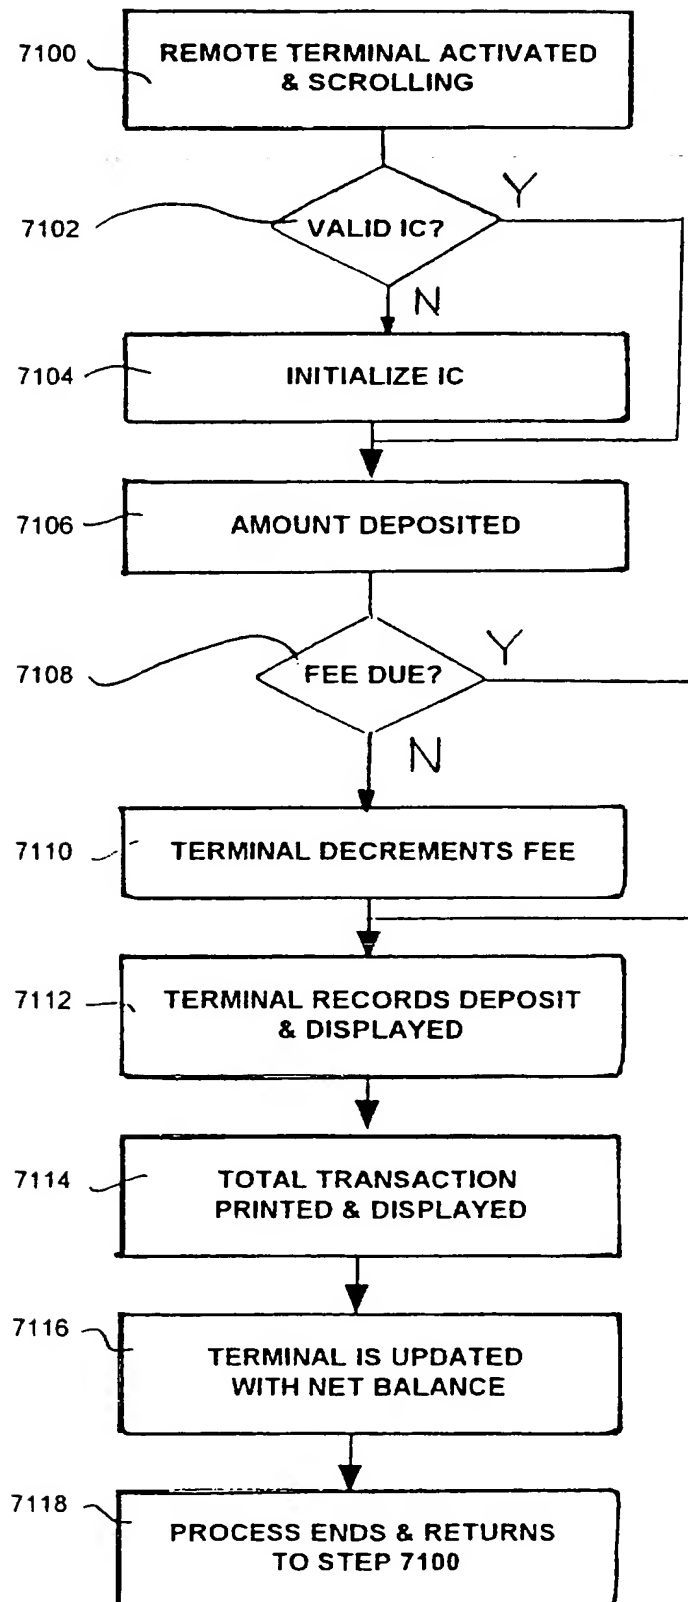 7100
REMOTE TERMINAL ACTIVATED
& SCROLLING
7102
VALID IC?
Y
N
7104
INITIALIZE IC
7106
AMOUNT DEPOSITED
7108
FEE DUE?
Y
N
7110
TERMINAL DECREMENTS FEE
7112
TERMINAL RECORDS DEPOSIT
& DISPLAYED
7114
TOTAL TRANSACTION
PRINTED & DISPLAYED
7116
TERMINAL IS UPDATED
WITH NET BALANCE
7118
PROCESS ENDS & RETURNS
TO STEP 7100